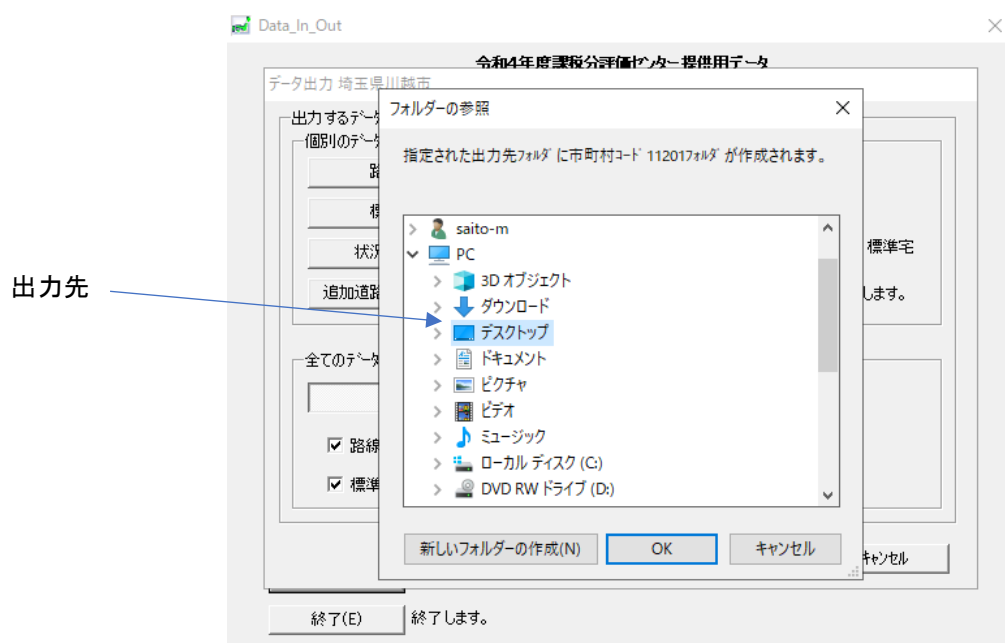 Data_In_Out
令和4年度課税分評価センター提供用データ
データ出力 埼玉県川越市
フォルダーの参照
出力するデータ
個別のデータ
指定された出力先フォルダに市町村コード 11201フォルダ が作成されます。
saito-m
状況
標準宅
PC
3D オブジェクト
出力先
追加道路
します。
ダウンロード
デスクトップ
全てのデータ
ドキュメント
ピクチャ
ビデオ
路線
ミュージック
ローカル ディスク (C:)
標準
DVD RW ドライブ (D:)
新しいフォルダーの作成(N)
OK
キャンセル
キャンセル
終了(E)
終了します。